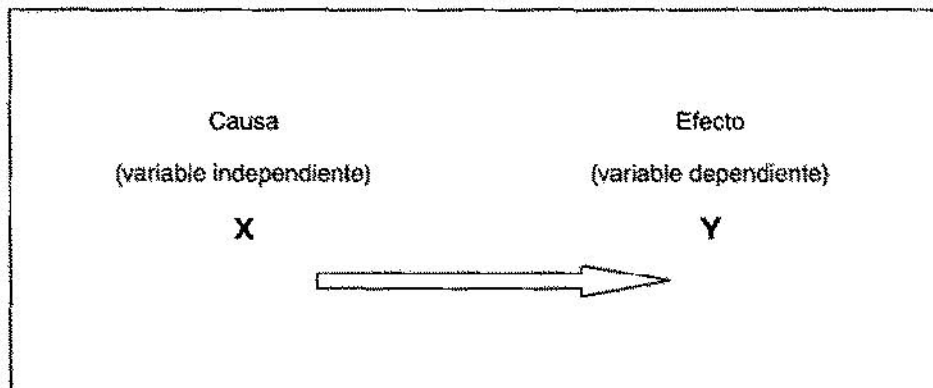 Causa
Efecto
(variable independiente)
(variable dependiente)
X
Y